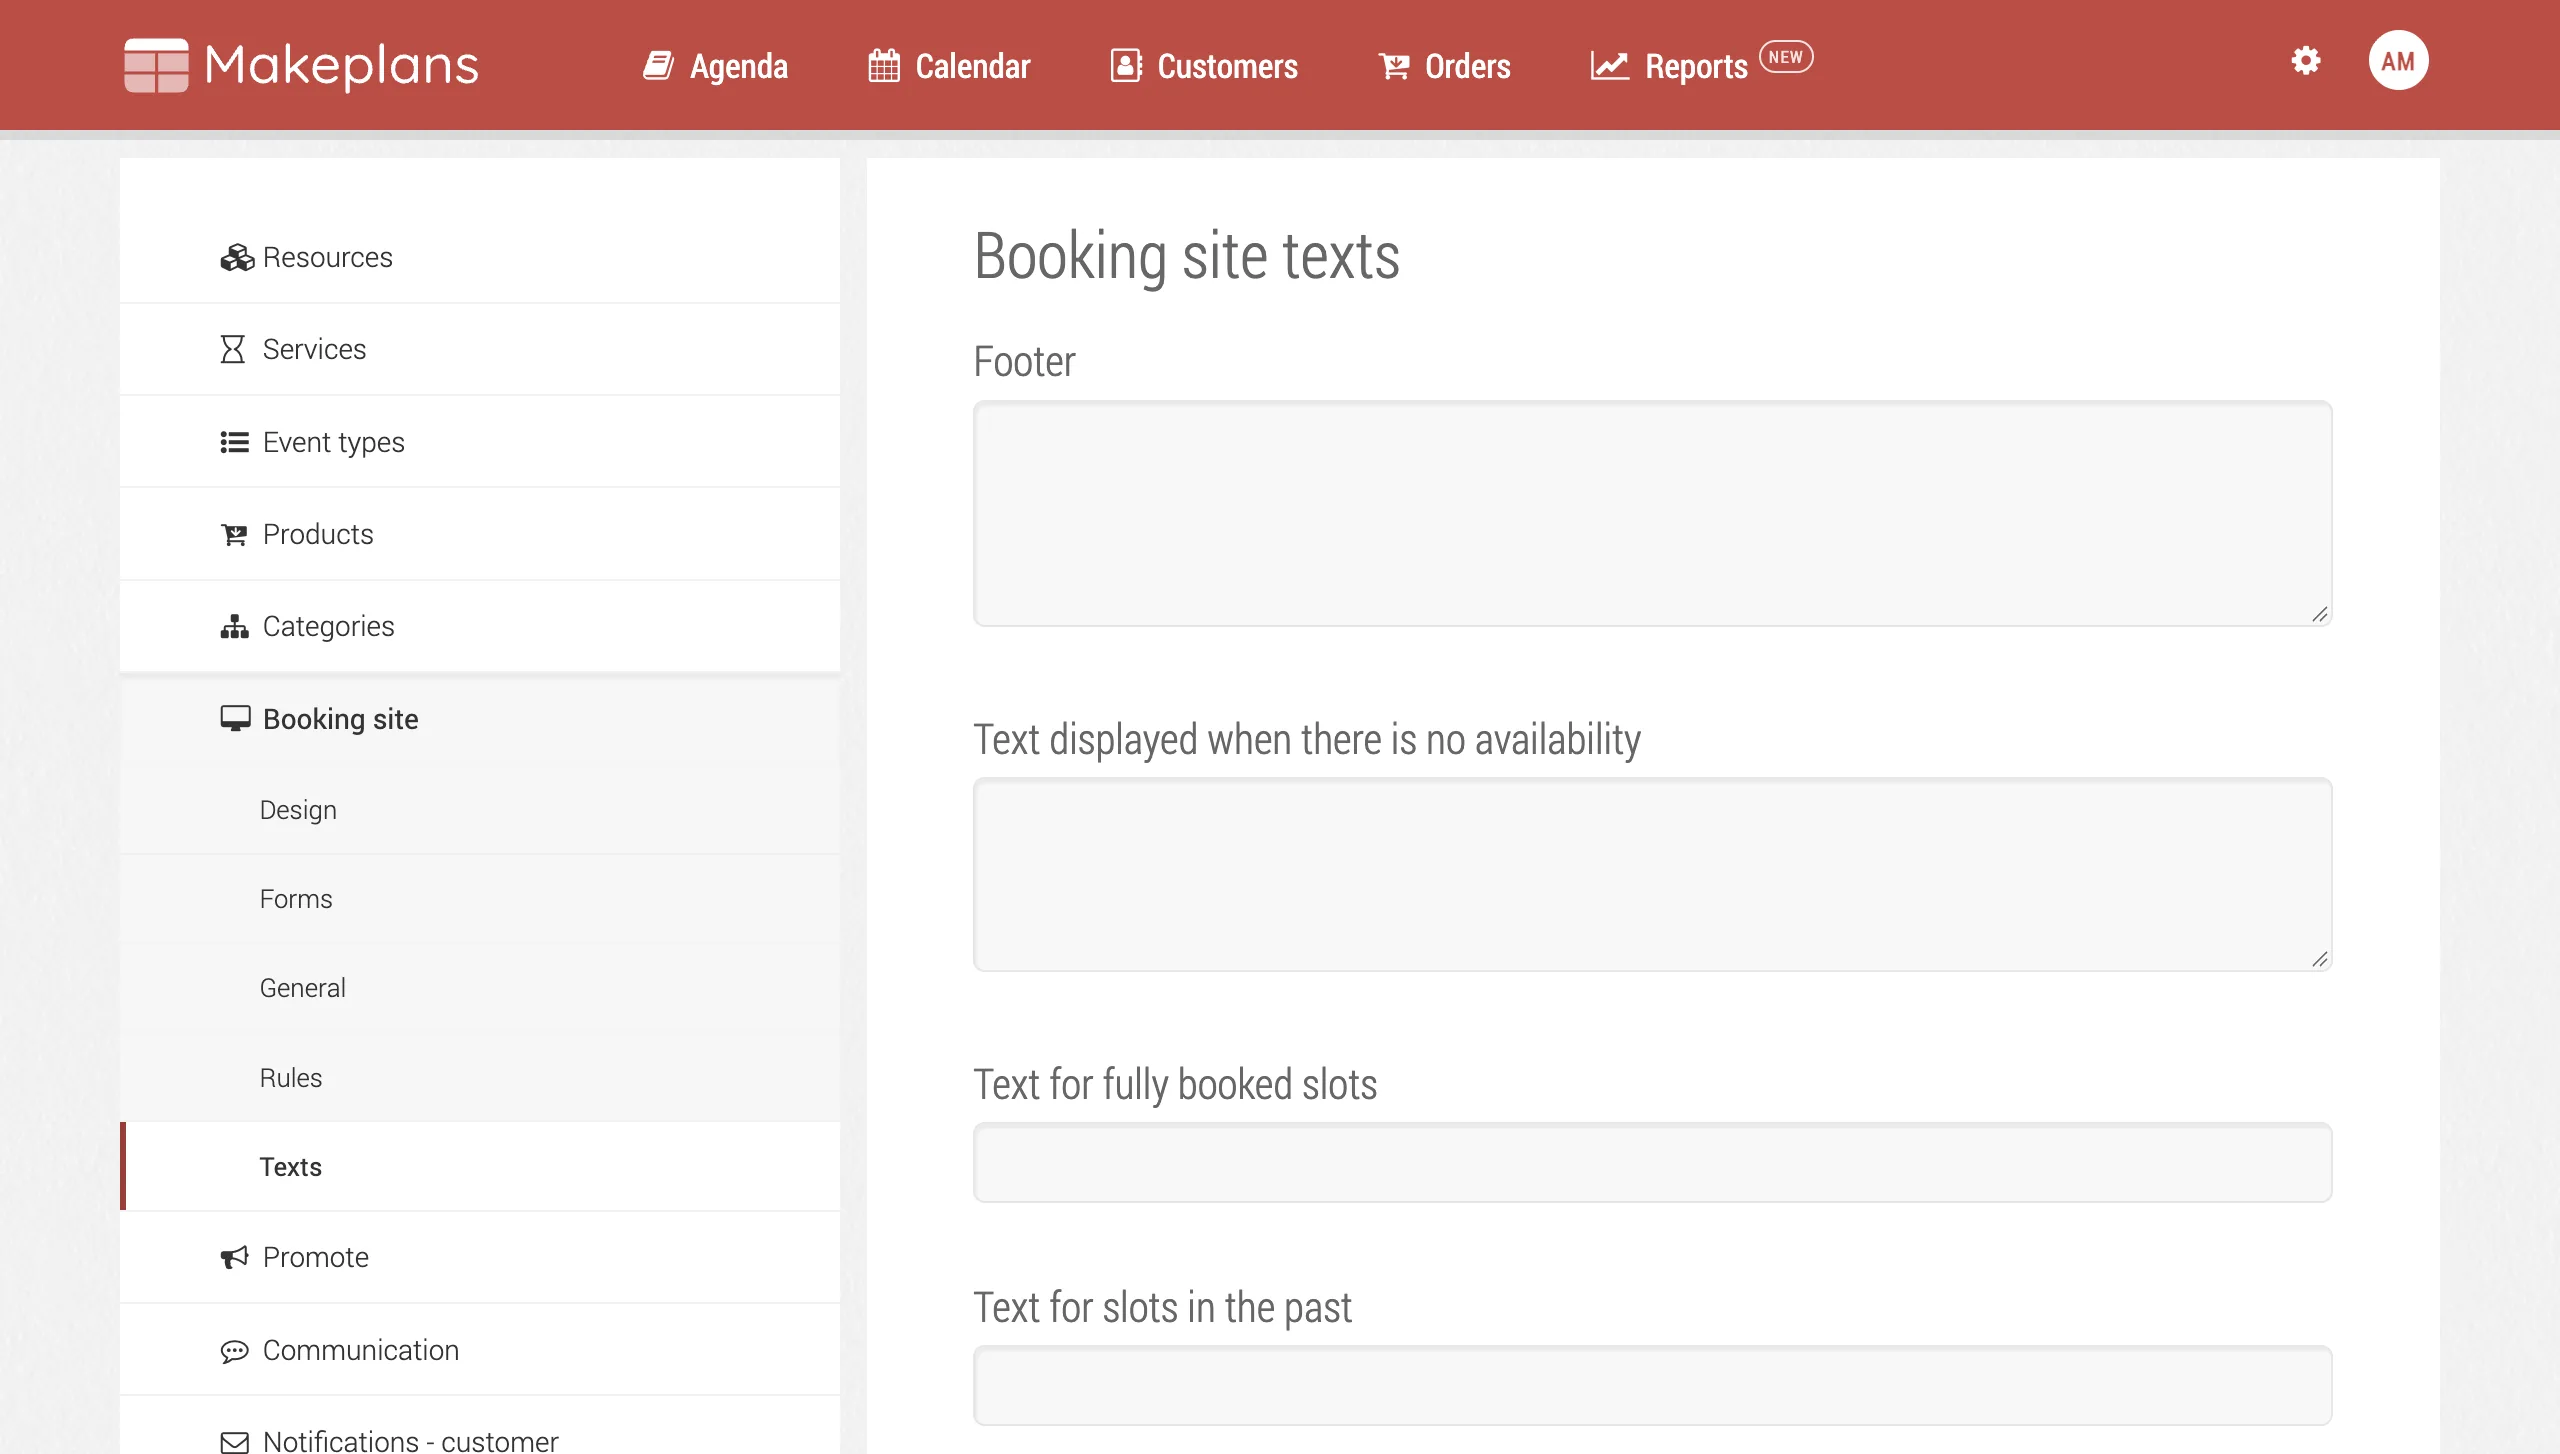 Makeplans
Agenda
Calendar
Customers
Orders
Reports NEW
AM
Resources
Services
Event types
Products
Categories
Booking site
Design
Forms
General
Rules
Texts
Promote
Communication
Notifications - customer
Booking site texts
Footer
Text displayed when there is no availability
Text for fully booked slots
Text for slots in the past